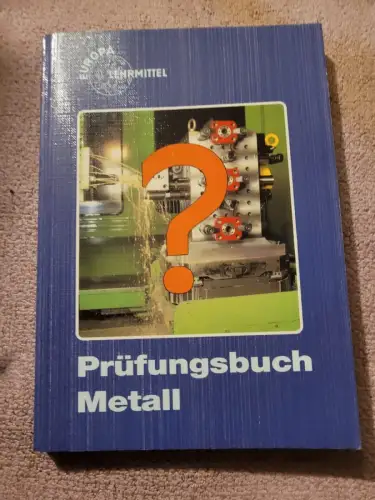 EUROPA
LEHRMITTEL
?
Prüfungsbuch
Metall